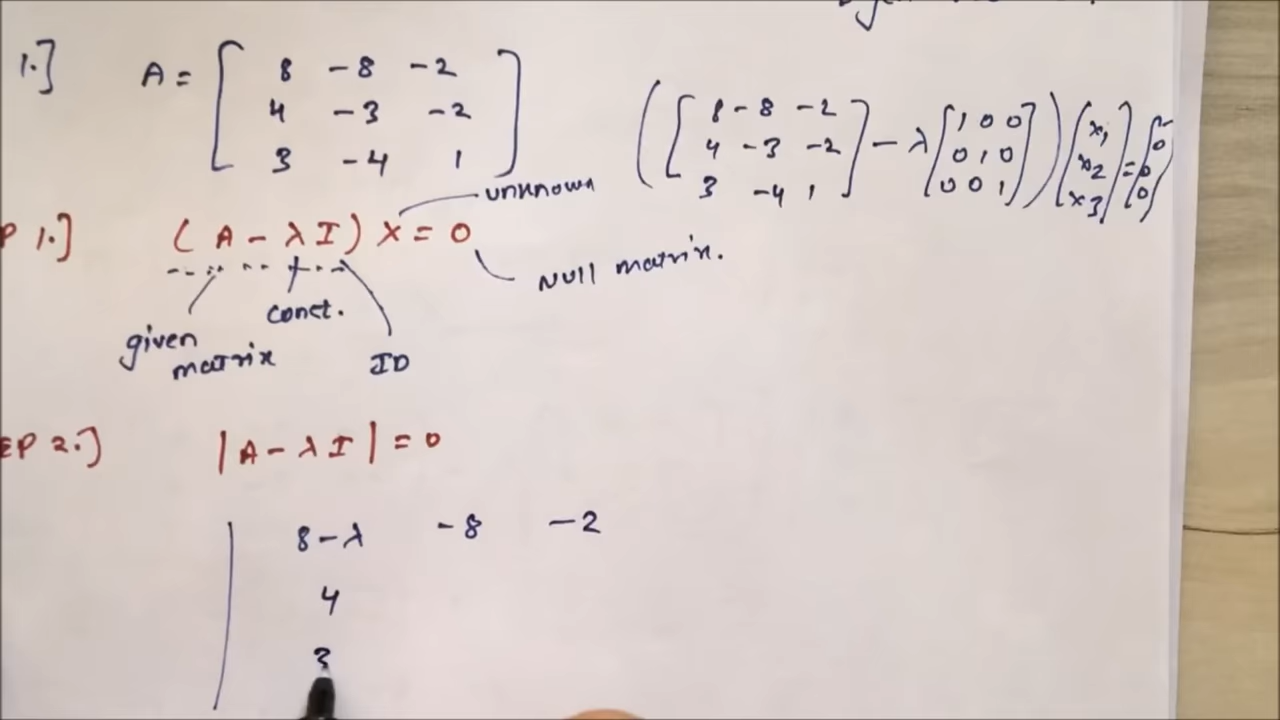 1.] A = [ 8 -8 -2
4 -3 -2
3 -4 1 ]
( [ 8 -8 -2
4 -3 -2
3 -4 1 ] - λ [ 1 0 0
0 1 0
0 0 1 ] ) [ x1
x2
x3 ] = [ 0
0
0 ]
unknown
P 1.] ( A - λ I ) X = 0
Null matrix.
const.
given
matrix
ID
EP 2.] | A - λ I | = 0
| 8-λ -8 -2
4
3